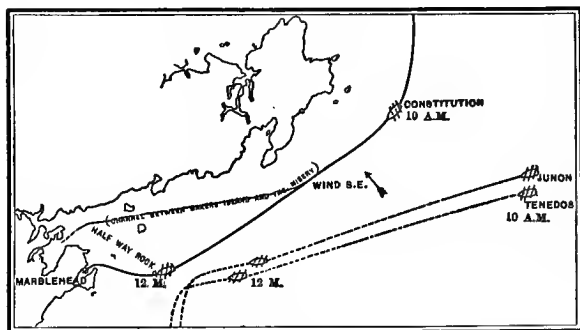 CONSTITUTION
10 A.M.
JUNON
TENEDOS
10 A.M.
WIND S.E.
(CHANNEL BETWEEN BAKERS ISLAND AND THE MISERY)
HALF WAY ROCK
MARBLEHEAD
12 M.
12 M.